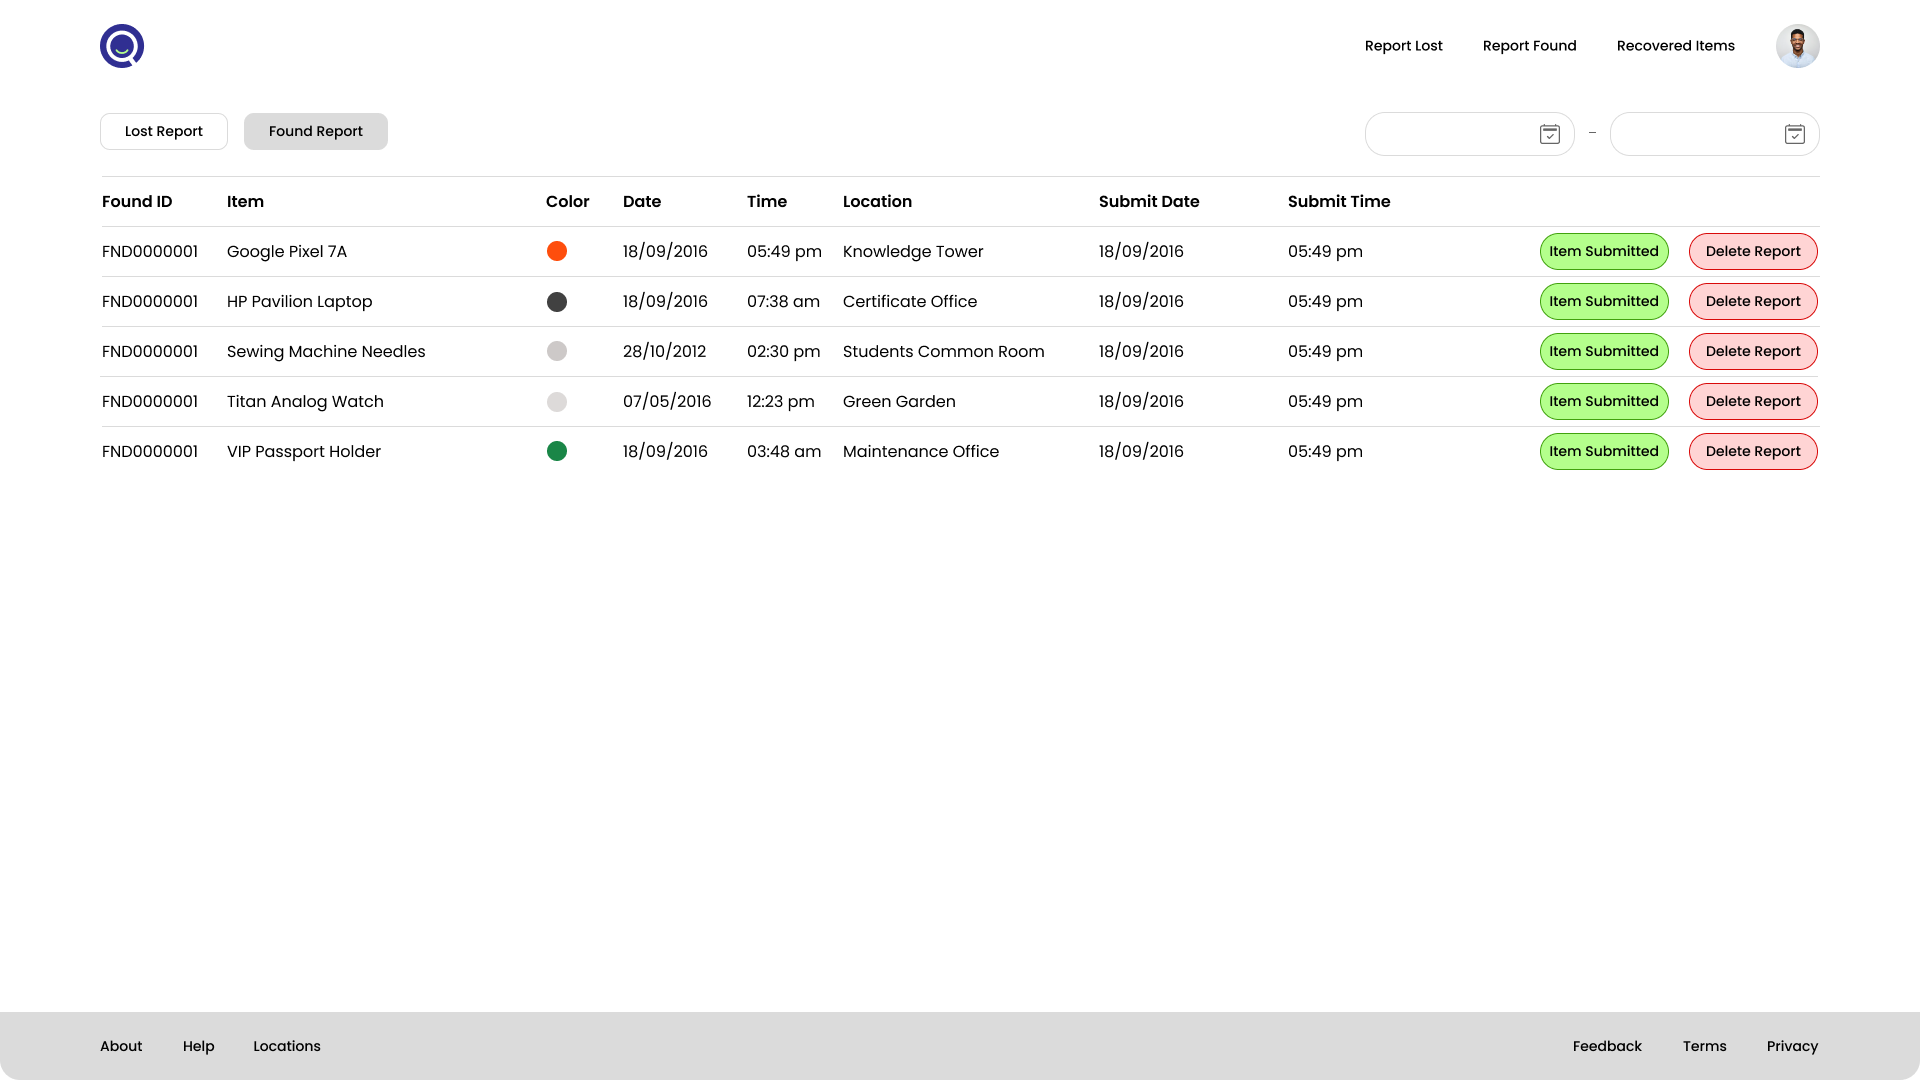 Report Lost Report Found Recovered Items
Lost Report Found Report –
Found ID Item Color Date Time Location Submit Date Submit Time
FND0000001 Google Pixel 7A 18/09/2016 05:49 pm Knowledge Tower 18/09/2016 05:49 pm Item Submitted Delete Report
FND0000001 HP Pavilion Laptop 18/09/2016 07:38 am Certificate Office 18/09/2016 05:49 pm Item Submitted Delete Report
FND0000001 Sewing Machine Needles 28/10/2012 02:30 pm Students Common Room 18/09/2016 05:49 pm Item Submitted Delete Report
FND0000001 Titan Analog Watch 07/05/2016 12:23 pm Green Garden 18/09/2016 05:49 pm Item Submitted Delete Report
FND0000001 VIP Passport Holder 18/09/2016 03:48 am Maintenance Office 18/09/2016 05:49 pm Item Submitted Delete Report
About Help Locations Feedback Terms Privacy